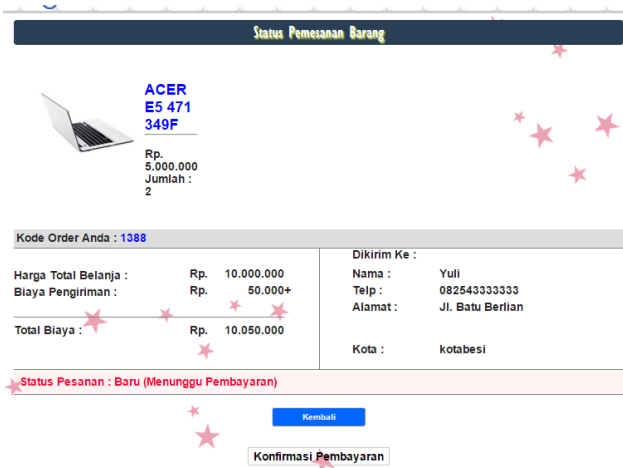 Status Pemesanan Barang
ACER
E5 471
349F
Rp.
5.000.000
Jumlah :
2
Kode Order Anda : 1388
Harga Total Belanja : Rp. 10.000.000
Biaya Pengiriman : Rp. 50.000+
Total Biaya : Rp. 10.050.000
Dikirim Ke :
Nama : Yuli
Telp : 082543333333
Alamat : Jl. Batu Berlian
Kota : kotabesi
Status Pesanan : Baru (Menunggu Pembayaran)
Kembali
Konfirmasi Pembayaran